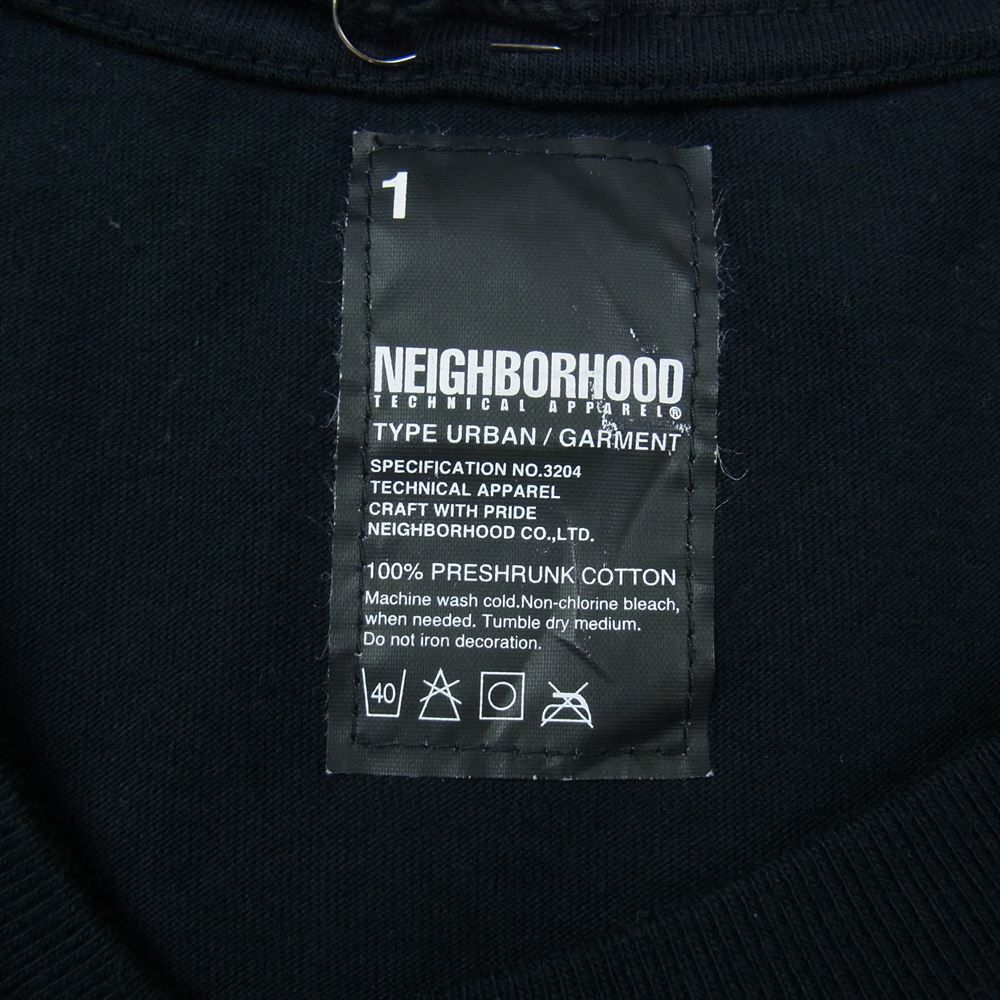 1
NEIGHBORHOOD
TECHNICAL APPAREL®
TYPE URBAN / GARMENT
SPECIFICATION NO.3204
TECHNICAL APPAREL
CRAFT WITH PRIDE
NEIGHBORHOOD CO.,LTD.
100% PRESHRUNK COTTON
Machine wash cold.Non-chlorine bleach,
when needed. Tumble dry medium.
Do not iron decoration.
40